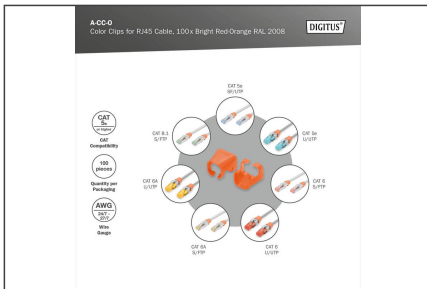 A-CC-O
Color Clips for RJ45 Cable, 100x Bright Red-Orange RAL 2008
DIGITUS®
CAT 5e
SF/UTP
CAT
5e
or higher
CAT
Compatibility
CAT 8.1
S/FTP
CAT 5e
U/UTP
100
pieces
Quantity per
Packaging
CAT 6A
U/UTP
CAT 6
S/FTP
AWG
Wire
Gauge
CAT 6A
S/FTP
CAT 6
U/UTP